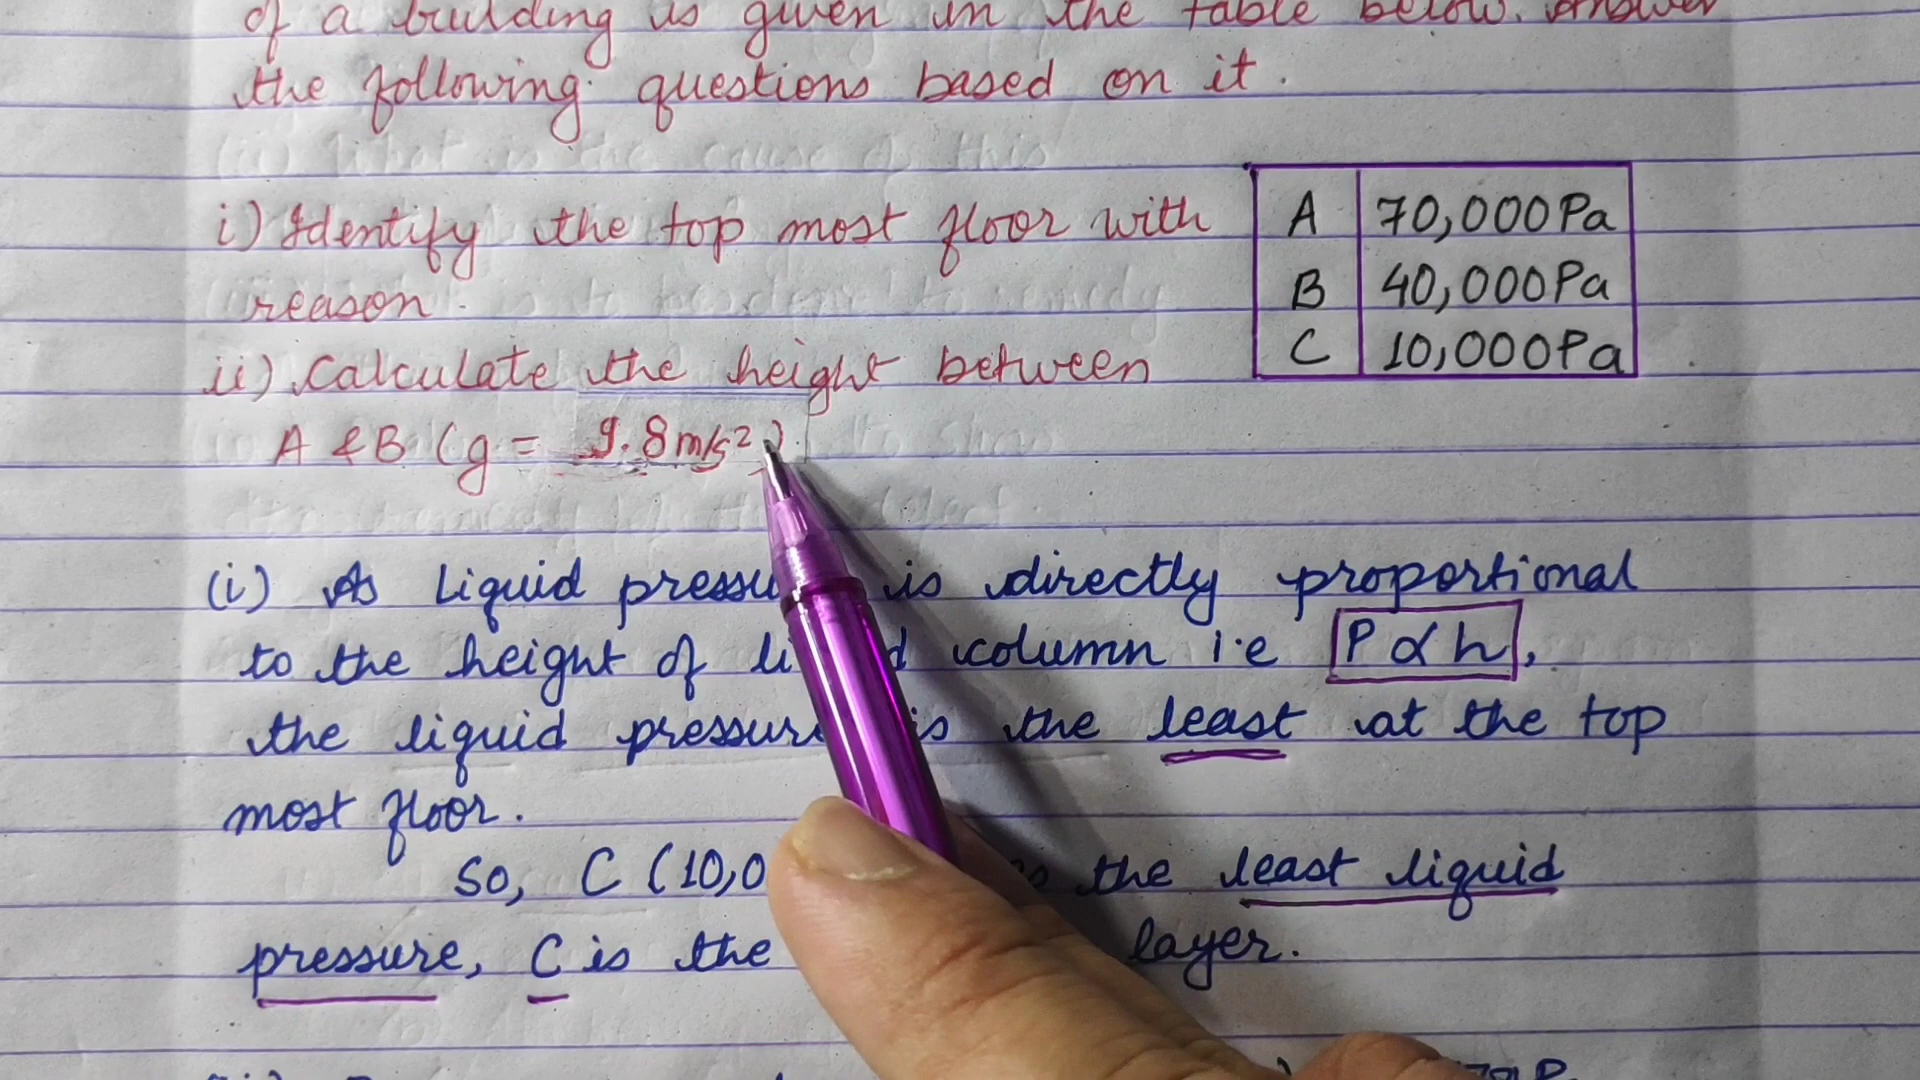 of a building is given in the table below. Answer
the following questions based on it.
i) Identify the top most floor with
reason.
ii) Calculate the height between
A & B (g = 9.8 m/s²).
A 70,000 Pa
B 40,000 Pa
C 10,000 Pa
(i) As liquid pressu is directly proportional
to the height of li d column i.e P ∝ h,
the liquid pressure is the least at the top
most floor.
So, C (10,0 the least liquid
pressure, C is the layer.